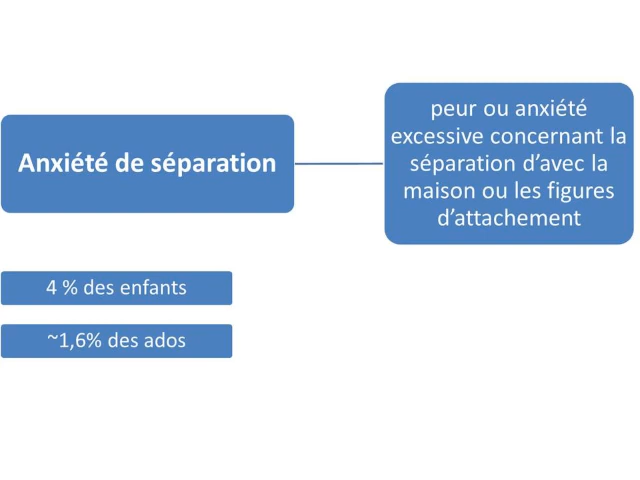 Anxiété de séparation
peur ou anxiété
excessive concernant la
séparation d’avec la
maison ou les figures
d’attachement
4 % des enfants
~1,6% des ados